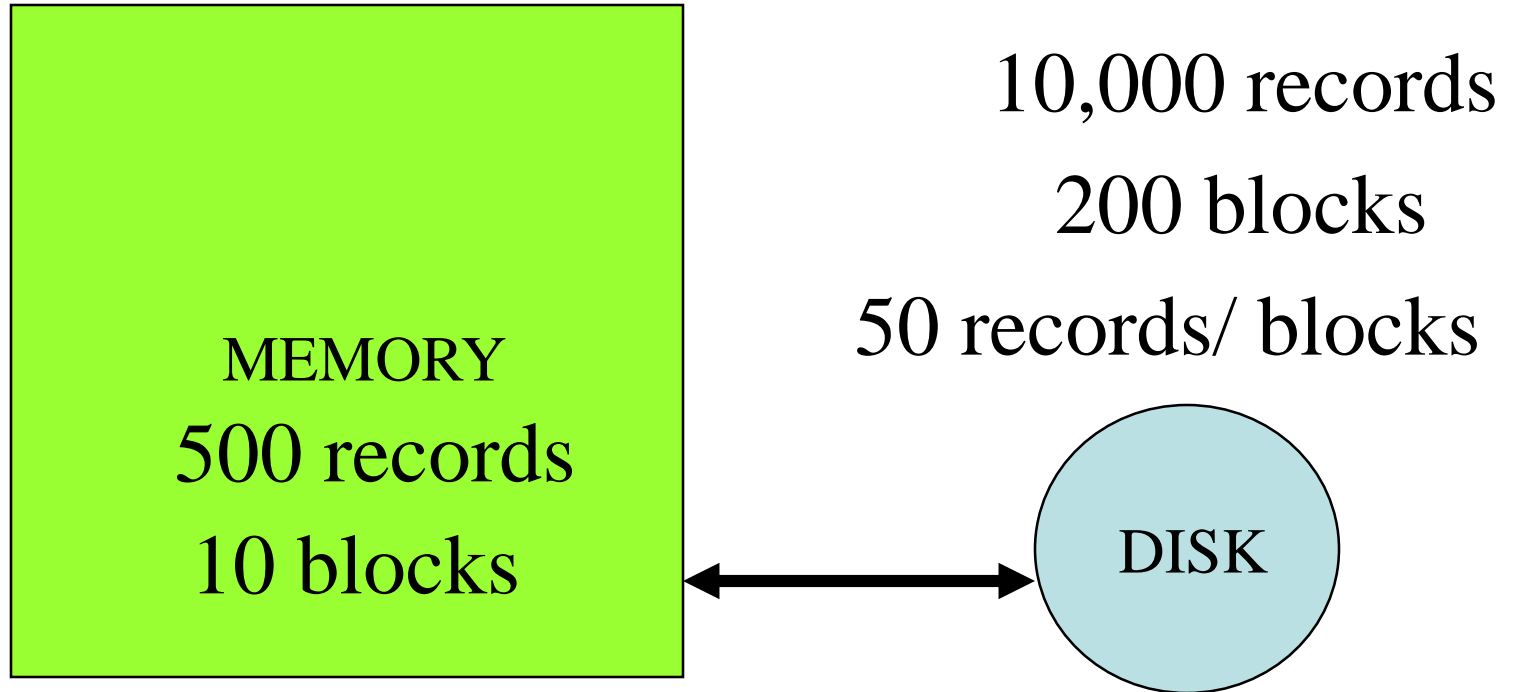 10,000 records
200 blocks
50 records/ blocks
MEMORY
500 records
10 blocks
DISK